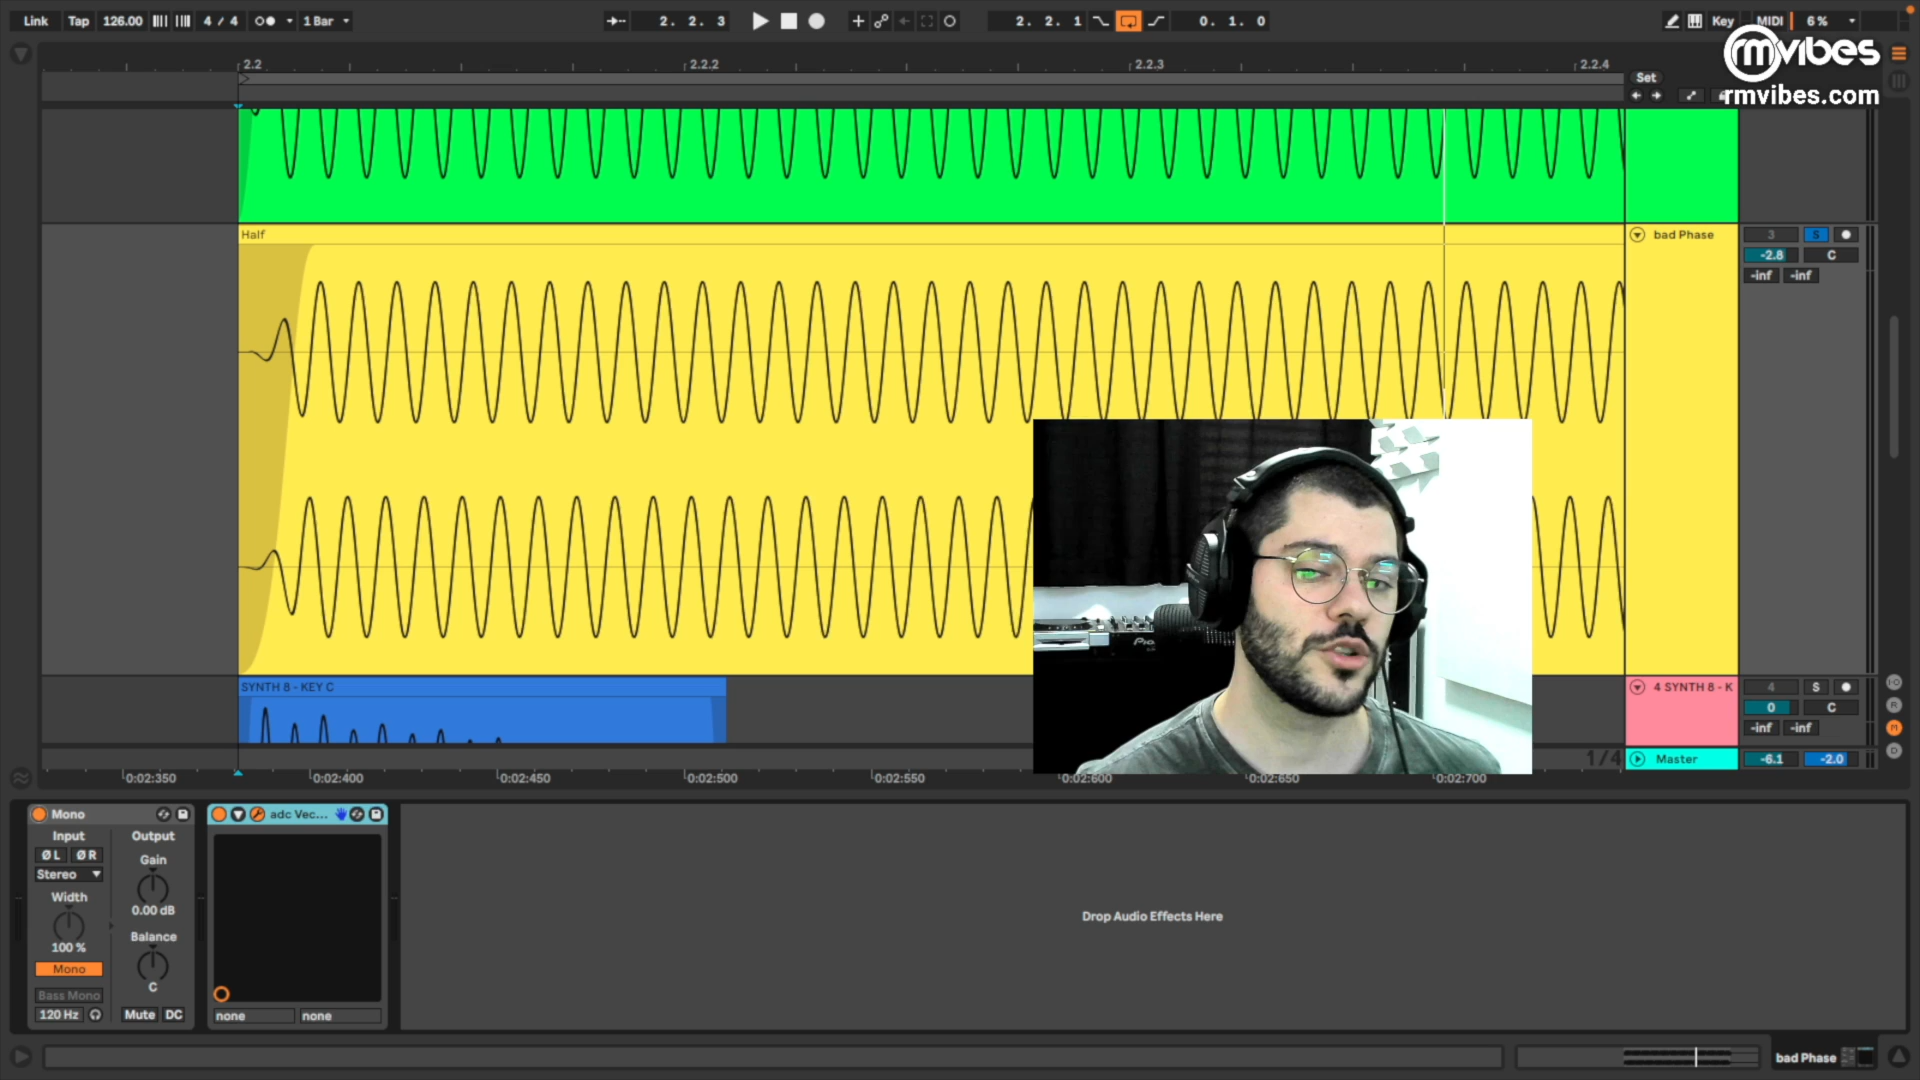 Link Tap 126.00 4 / 4 1 Bar 2. 2. 3 2. 2. 1 0. 1. 0 Key MIDI 6 %
rmvibes
rmvibes.com
2.2 2.2.2 2.2.3 2.2.4
Set
Half
bad Phase 3 S
-2.8 C
-inf -inf
SYNTH 8 - KEY C
4 SYNTH 8 - K 4 S
0 C
-inf -inf
1/4
Master -6.1 -2.0
0:02:350 0:02:400 0:02:450 0:02:500 0:02:550 0:02:600 0:02:650 0:02:700
Mono
adc Vec...
Input Output
Ø L Ø R
Gain
Stereo
Width
0.00 dB
Balance
100 %
Mono
C
Bass Mono
120 Hz Mute DC
none none
Drop Audio Effects Here
bad Phase